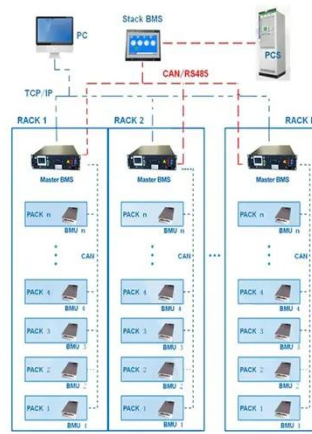 Stack BMS
PC
PCS
CAN/RS485
TCP/IP
RACK 1
RACK 2
RACK
Master BMS
Master BMS
Master BMS
PACK n
BMU n
PACK n
BMU n
PACK n
BMU n
CAN
CAN
CAN
PACK 4
BMU 4
PACK 4
BMU 4
PACK 4
BMU 4
PACK 3
BMU 3
PACK 3
BMU 3
PACK 3
BMU 3
PACK 2
BMU 2
PACK 2
BMU 2
PACK 2
BMU 2
PACK 1
BMU 1
PACK 1
BMU 1
PACK 1
BMU 1